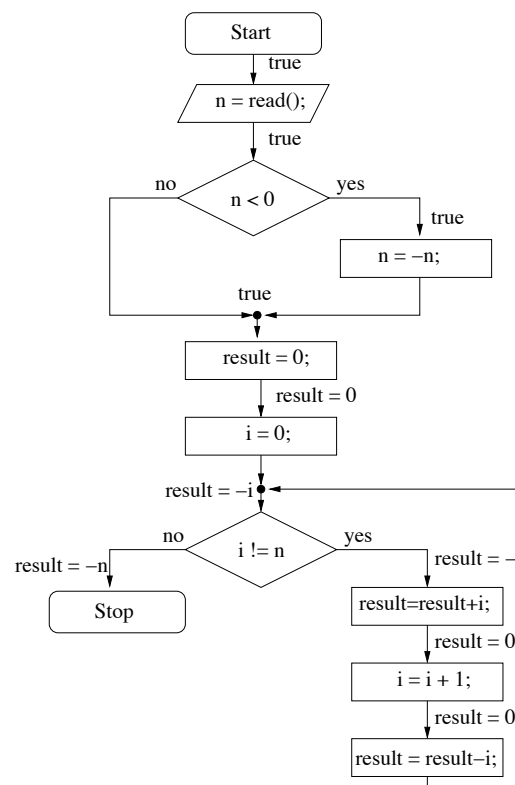 Start
true
n = read();
true
no
yes
n < 0
true
n = −n;
true
result = 0;
result = 0
i = 0;
result = −i
no
yes
i != n
result = −n
result = −
Stop
result=result+i;
result = 0
i = i + 1;
result = 0
result = result−i;